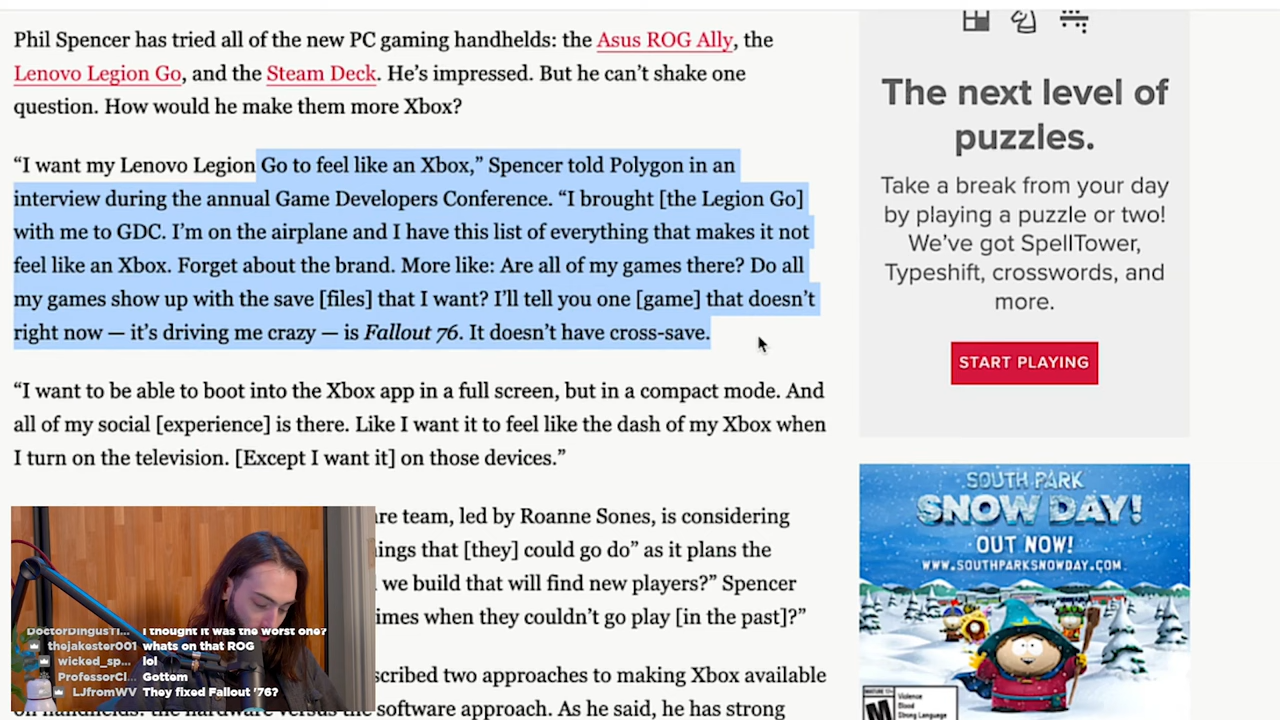 Phil Spencer has tried all of the new PC gaming handhelds: the Asus ROG Ally, the
Lenovo Legion Go, and the Steam Deck. He’s impressed. But he can’t shake one
question. How would he make them more Xbox?
“I want my Lenovo Legion Go to feel like an Xbox,” Spencer told Polygon in an
interview during the annual Game Developers Conference. “I brought [the Legion Go]
with me to GDC. I’m on the airplane and I have this list of everything that makes it not
feel like an Xbox. Forget about the brand. More like: Are all of my games there? Do all
my games show up with the save [files] that I want? I’ll tell you one [game] that doesn’t
right now — it’s driving me crazy — is Fallout 76. It doesn’t have cross-save.
“I want to be able to boot into the Xbox app in a full screen, but in a compact mode. And
all of my social [experience] is there. Like I want it to feel like the dash of my Xbox when
I turn on the television. [Except I want it] on those devices.”
re team, led by Roanne Sones, is considering
ings that [they] could go do” as it plans the
we build that will find new players?” Spencer
imes when they couldn’t go play [in the past]?”
scribed two approaches to making Xbox available
software approach. As he said, he has strong
The next level of
puzzles.
Take a break from your day
by playing a puzzle or two!
We’ve got SpellTower,
Typeshift, crosswords, and
more.
START PLAYING
SOUTH PARK
SNOW DAY!
OUT NOW!
WWW.SOUTHPARKSNOWDAY.COM
MATURE 17+
M
Violence
Blood
Strong Language
DoctorDingusTi... I thought it was the worst one?
thejakester001 whats on that ROG
wicked_sp... lol
ProfessorCl... Gottem
LJfromWV They fixed Fallout '76?